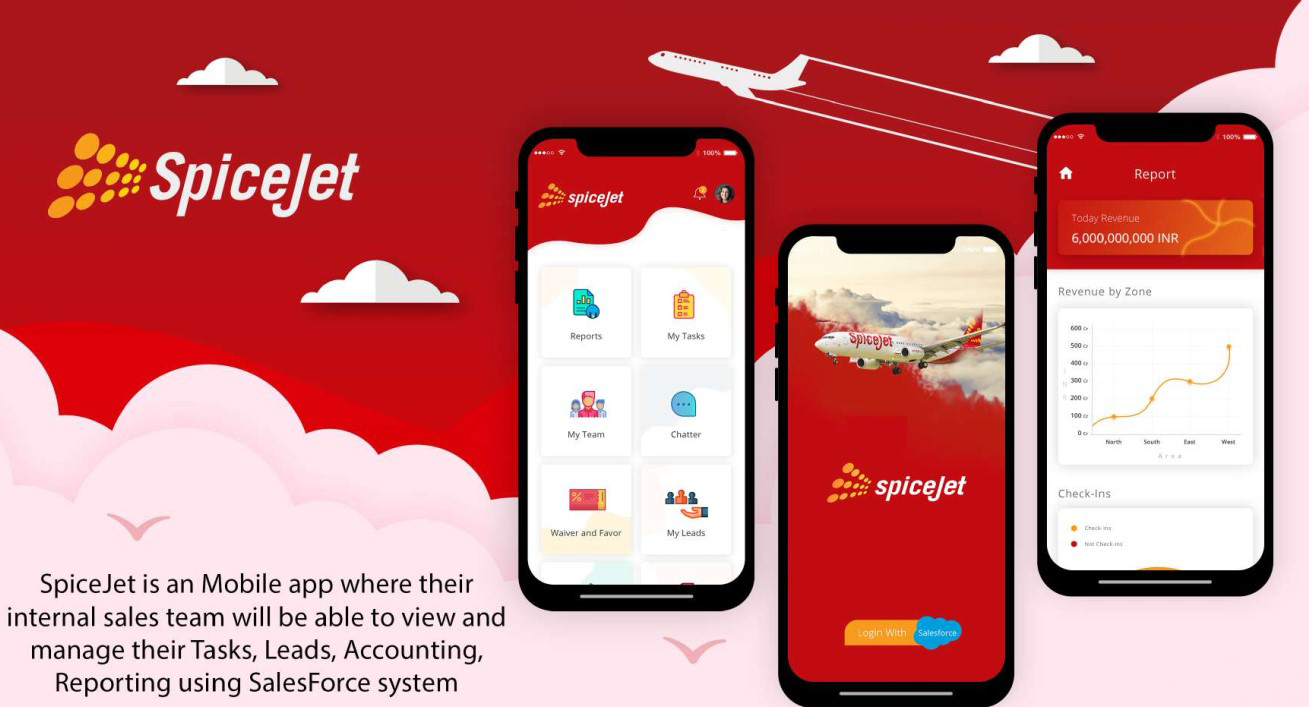 SpiceJet
SpiceJet is an Mobile app where their
internal sales team will be able to view and
manage their Tasks, Leads, Accounting,
Reporting using SalesForce system
100%
spicejet
Reports
My Tasks
My Team
Chatter
Waiver and Favor
My Leads
spicejet
spicejet
Login With Salesforce
100%
Report
Today Revenue
6,000,000,000 INR
Revenue by Zone
600 cr
500 cr
400 cr
300 cr
200 cr
100 cr
0 cr
I N R
North South East West
Area
Check-Ins
Check-Ins
Not Check-Ins